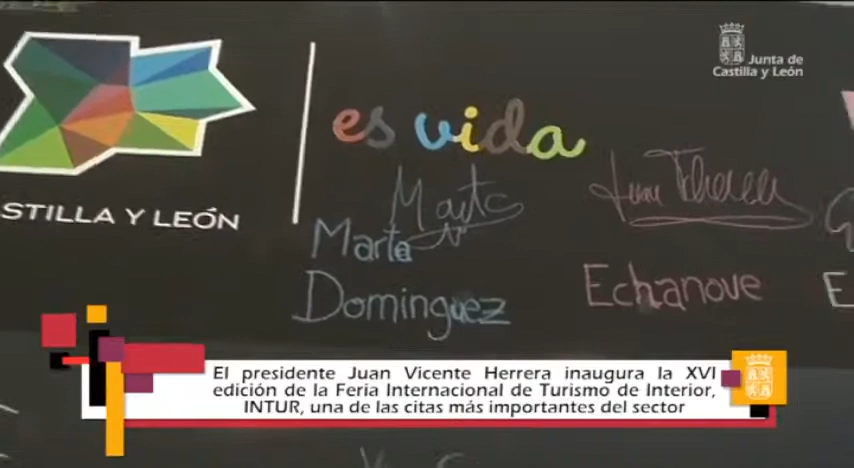 Junta de
Castilla y León
es vida
STILLA Y LEÓN
Marta
Marta
Dominguez
Echanove
El presidente Juan Vicente Herrera inaugura la XVI
edición de la Feria Internacional de Turismo de Interior,
INTUR, una de las citas más importantes del sector